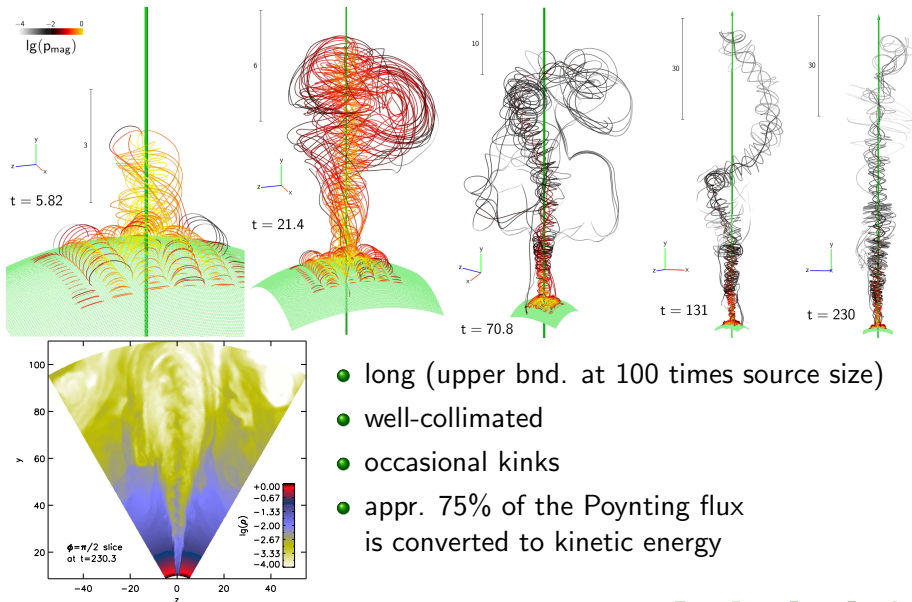 −4 −2 0
lg(pmag)
3
y
z
x
t = 5.82
6
y
z
x
t = 21.4
10
y
z
x
t = 70.8
30
y
z
x
t = 131
30
y
z
t = 230
100
80
60
40
20
y
−40 −20 0 20 40
z
ϕ=π/2 slice
at t=230.3
lg(ρ)
+0.00
−0.67
−1.33
−2.00
−2.67
−3.33
−4.00
long (upper bnd. at 100 times source size)
well-collimated
occasional kinks
appr. 75% of the Poynting flux
is converted to kinetic energy